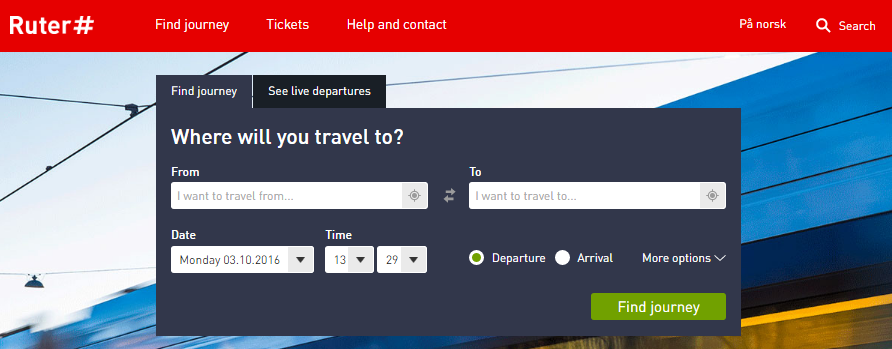 Ruter# Find journey Tickets Help and contact På norsk Search
Find journey See live departures
Where will you travel to?
From To
I want to travel from... I want to travel to...
Date Time
Monday 03.10.2016 13 29 Departure Arrival More options
Find journey